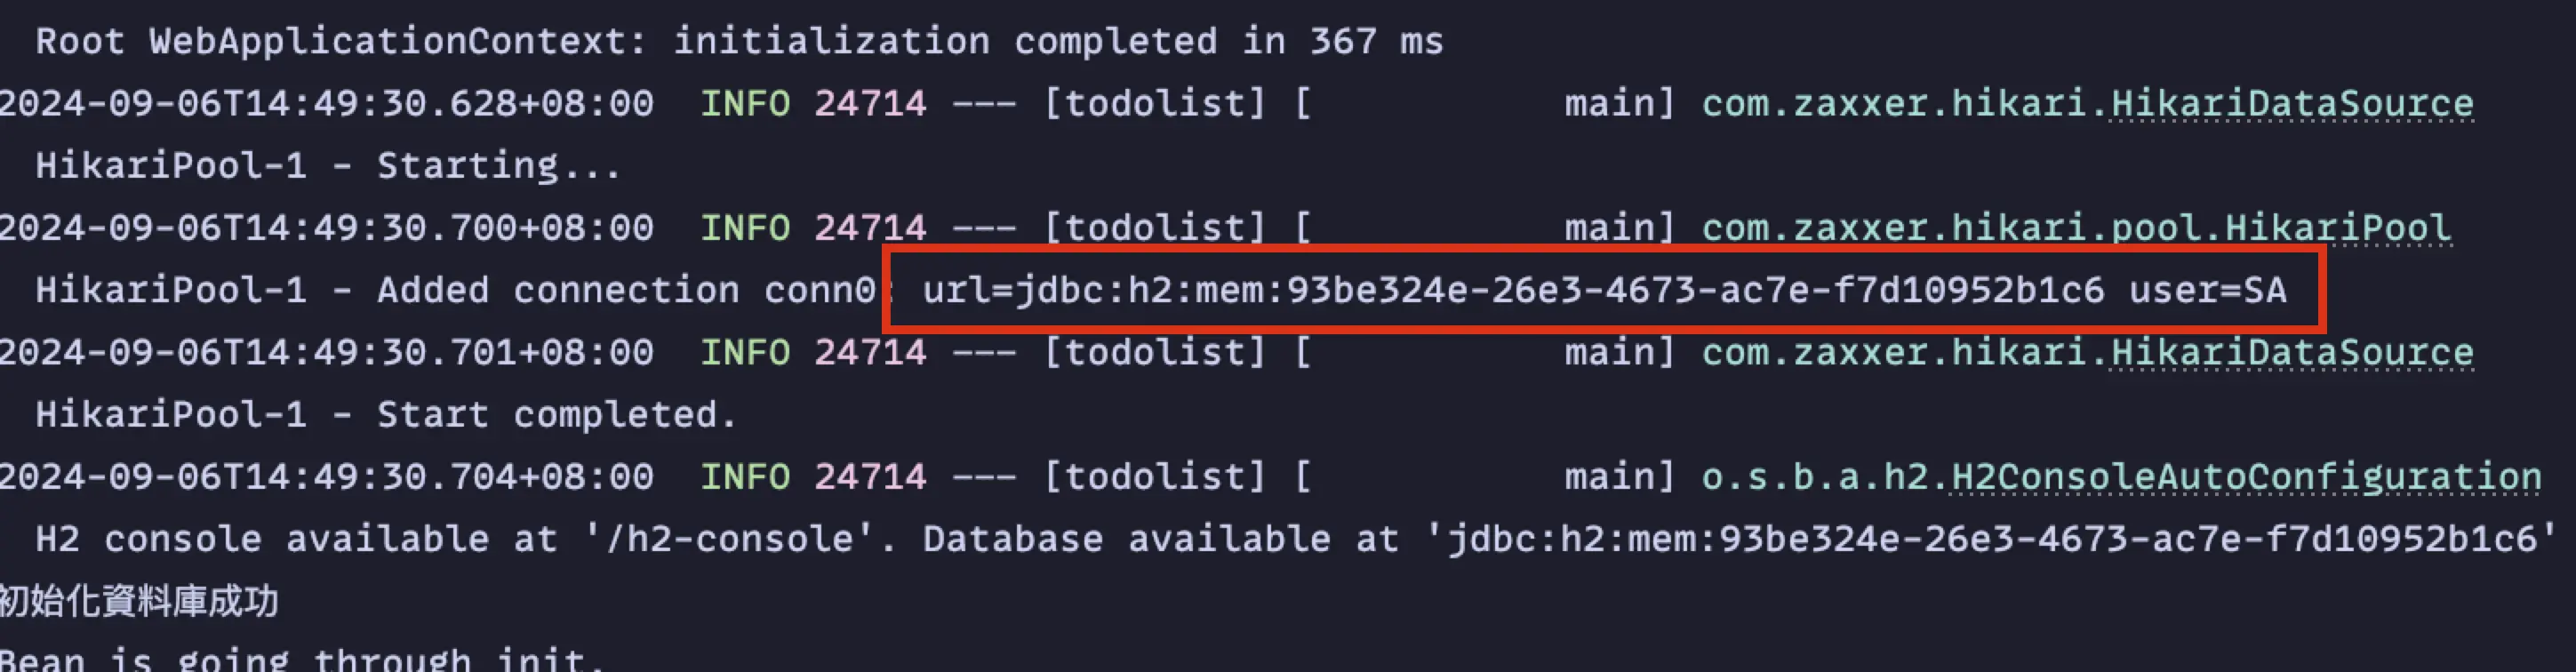 Root WebApplicationContext: initialization completed in 367 ms
2024-09-06T14:49:30.628+08:00  INFO 24714 --- [todolist] [           main] com.zaxxer.hikari.HikariDataSource
HikariPool-1 - Starting...
2024-09-06T14:49:30.700+08:00  INFO 24714 --- [todolist] [           main] com.zaxxer.hikari.pool.HikariPool
HikariPool-1 - Added connection conn0: url=jdbc:h2:mem:93be324e-26e3-4673-ac7e-f7d10952b1c6 user=SA
2024-09-06T14:49:30.701+08:00  INFO 24714 --- [todolist] [           main] com.zaxxer.hikari.HikariDataSource
HikariPool-1 - Start completed.
2024-09-06T14:49:30.704+08:00  INFO 24714 --- [todolist] [           main] o.s.b.a.h2.H2ConsoleAutoConfiguration
H2 console available at '/h2-console'. Database available at 'jdbc:h2:mem:93be324e-26e3-4673-ac7e-f7d10952b1c6'
初始化資料庫成功
Bean is going through init.